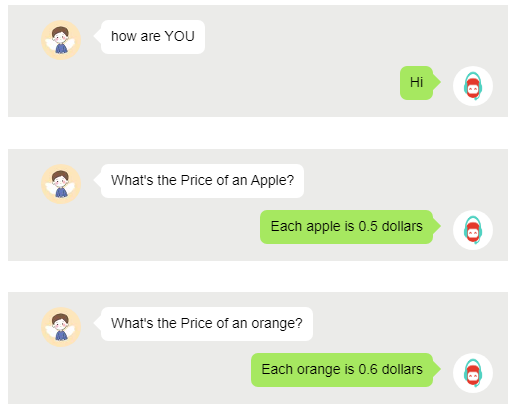 how are YOU
Hi
What's the Price of an Apple?
Each apple is 0.5 dollars
What's the Price of an orange?
Each orange is 0.6 dollars